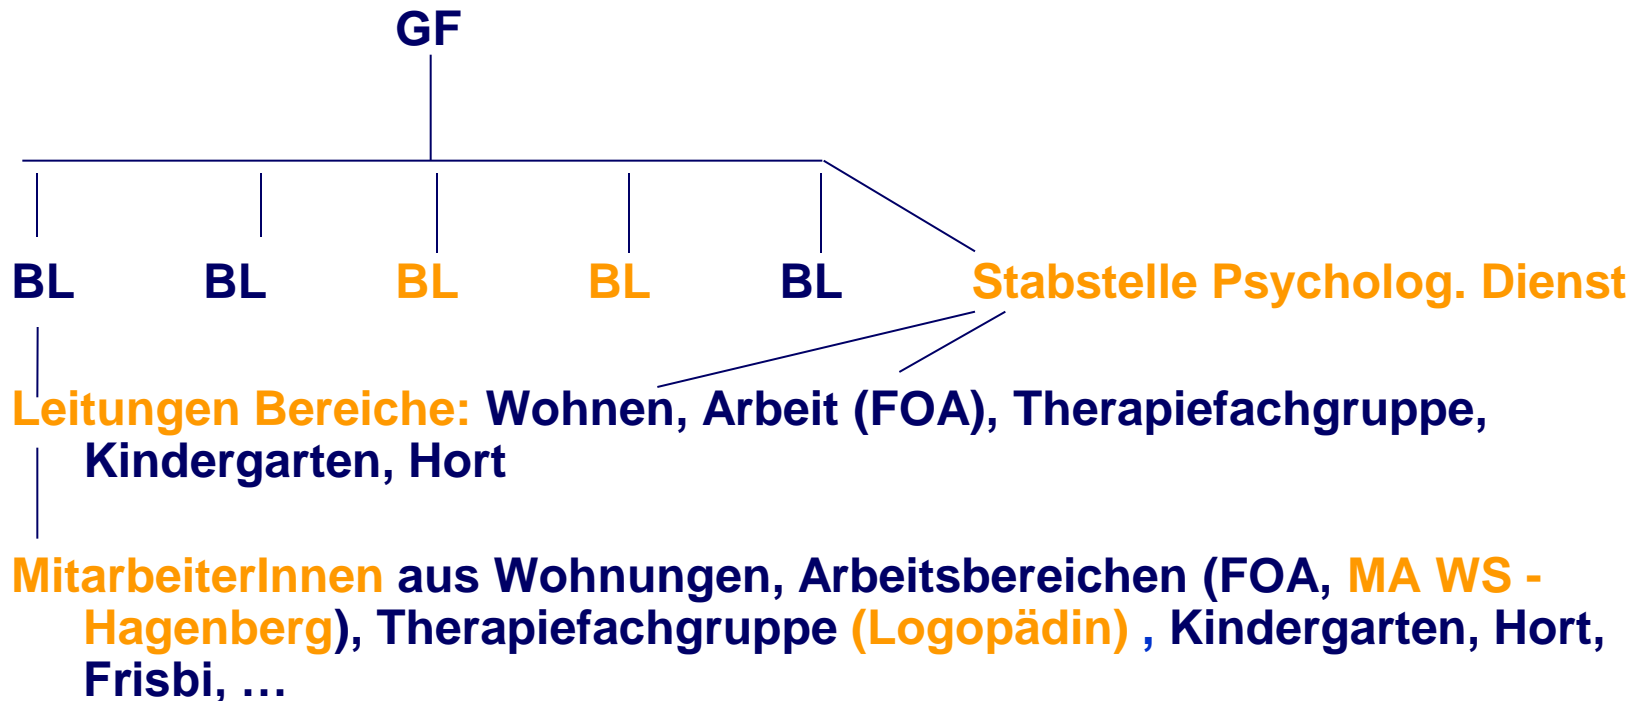 GF
BL BL BL BL BL Stabstelle Psycholog. Dienst
Leitungen Bereiche: Wohnen, Arbeit (FOA), Therapiefachgruppe,
Kindergarten, Hort
MitarbeiterInnen aus Wohnungen, Arbeitsbereichen (FOA, MA WS -
Hagenberg), Therapiefachgruppe (Logopädin) , Kindergarten, Hort,
Frisbi, …